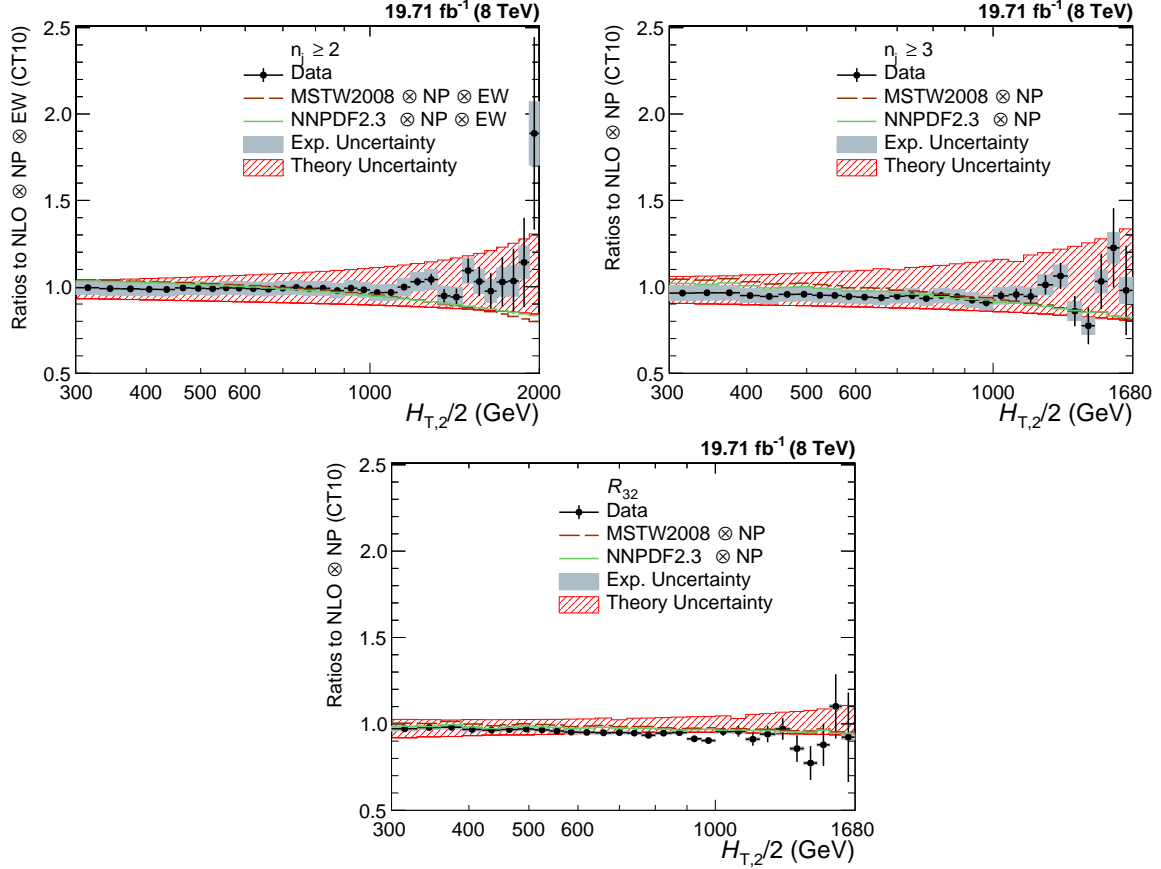 19.71 fb⁻¹ (8 TeV)
Ratios to NLO ⊗ NP ⊗ EW (CT10)
n_j ≥ 2
Data
MSTW2008 ⊗ NP ⊗ EW
NNPDF2.3 ⊗ NP ⊗ EW
Exp. Uncertainty
Theory Uncertainty
2.5
2.0
1.5
1.0
0.5
300 400 500 600 1000 2000
H_T,2/2 (GeV)
19.71 fb⁻¹ (8 TeV)
Ratios to NLO ⊗ NP (CT10)
n_j ≥ 3
Data
MSTW2008 ⊗ NP
NNPDF2.3 ⊗ NP
Exp. Uncertainty
Theory Uncertainty
2.5
2.0
1.5
1.0
0.5
300 400 500 600 1000 1680
H_T,2/2 (GeV)
19.71 fb⁻¹ (8 TeV)
Ratios to NLO ⊗ NP (CT10)
R_32
Data
MSTW2008 ⊗ NP
NNPDF2.3 ⊗ NP
Exp. Uncertainty
Theory Uncertainty
2.5
2.0
1.5
1.0
0.5
300 400 500 600 1000 1680
H_T,2/2 (GeV)